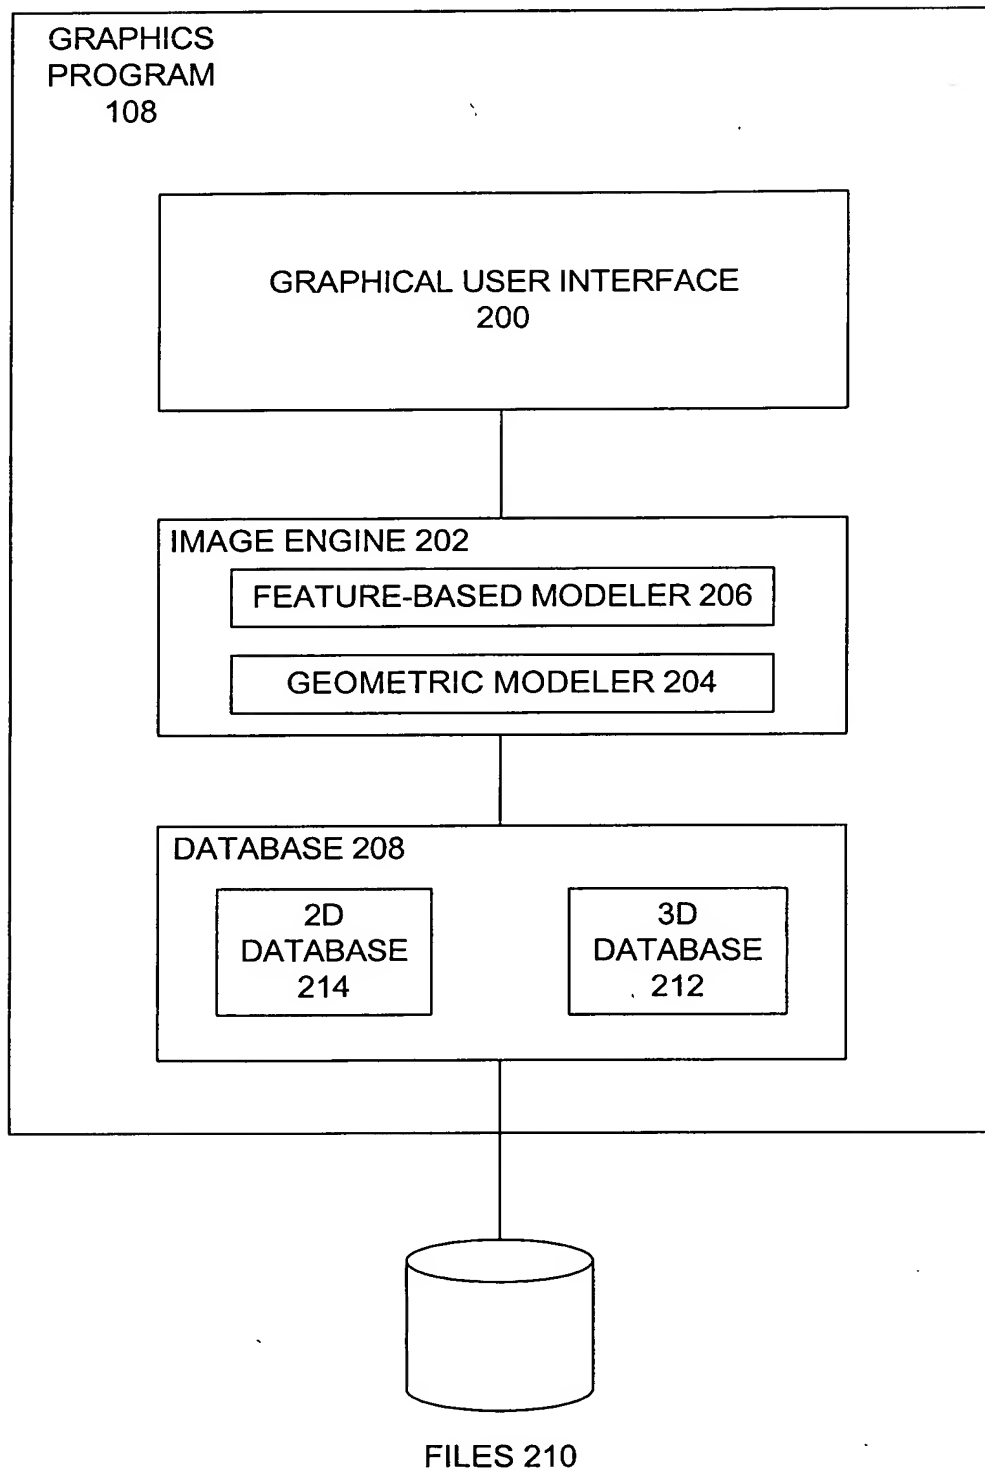 GRAPHICS
PROGRAM
108
GRAPHICAL USER INTERFACE
200
IMAGE ENGINE 202
FEATURE-BASED MODELER 206
GEOMETRIC MODELER 204
DATABASE 208
2D
DATABASE
214
3D
DATABASE
212
FILES 210